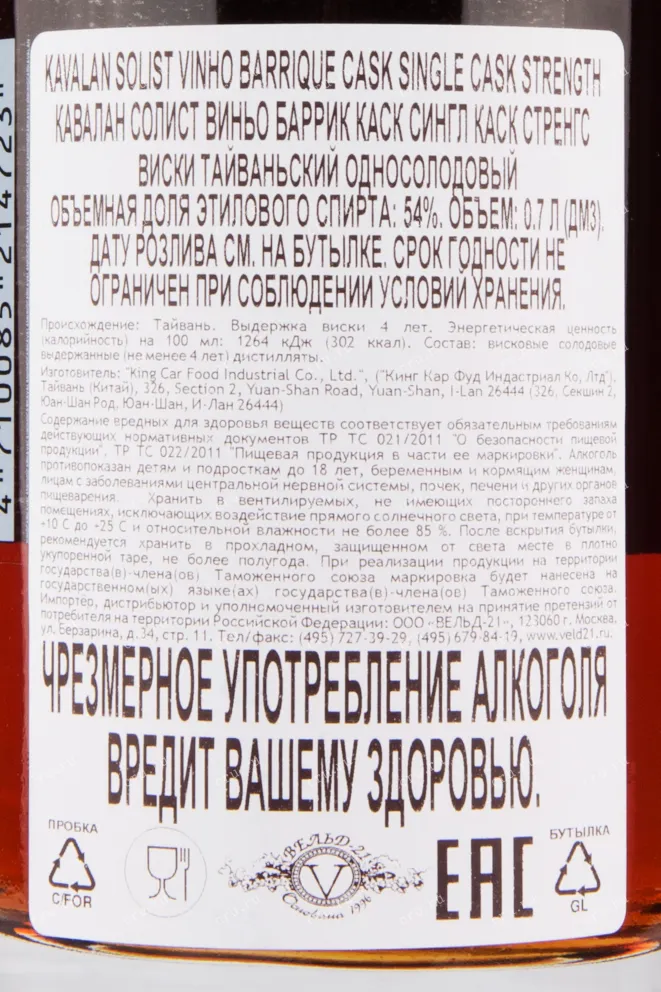 KAVALAN SOLIST VINHO BARRIQUE CASK SINGLE CASK STRENGTH
КАВАЛАН СОЛИСТ ВИНЬО БАРРИК КАСК СИНГЛ КАСК СТРЕНГС
ВИСКИ ТАЙВАНЬСКИЙ ОДНОСОЛОДОВЫЙ
ОБЪЕМНАЯ ДОЛЯ ЭТИЛОВОГО СПИРТА: 54%. ОБЪЕМ: 0.7 Л (ДМ3).
ДАТУ РОЗЛИВА СМ. НА БУТЫЛКЕ. СРОК ГОДНОСТИ НЕ
ОГРАНИЧЕН ПРИ СОБЛЮДЕНИИ УСЛОВИЙ ХРАНЕНИЯ.
Происхождение: Тайвань. Выдержка виски 4 лет. Энергетическая ценность
(калорийность) на 100 мл: 1264 кДж (302 ккал). Состав: висковые солодовые
выдержанные (не менее 4 лет) дистилляты.
Изготовитель: "King Car Food Industrial Co., Ltd.", ("Кинг Кар Фуд Индастриал Ко, Лтд").
Тайвань (Китай), 326, Section 2, Yuan-Shan Road, Yuan-Shan, I-Lan 26444 (326, Секшин 2,
Юан-Шан Род, Юан-Шан, И-Лан 26444)
Содержание вредных для здоровья веществ соответствует обязательным требованиям
действующих нормативных документов ТР ТС 021/2011 "О безопасности пищевой
продукции", ТР ТС 022/2011 "Пищевая продукция в части ее маркировки". Алкоголь
противопоказан детям и подросткам до 18 лет, беременным и кормящим женщинам,
лицам с заболеваниями центральной нервной системы, почек, печени и других органов
пищеварения. Хранить в вентилируемых, не имеющих постороннего запаха
помещениях, исключающих воздействие прямого солнечного света, при температуре от
+10 С до +25 С и относительной влажности не более 85 %. После вскрытия бутылки,
рекомендуется хранить в прохладном, защищенном от света месте в плотно
укупоренной таре, не более полугода. При реализации продукции на территории
государства(в)-члена(ов) Таможенного союза маркировка будет нанесена на
государственном(ых) языке(ах) государства(в)-члена(ов) Таможенного союза.
Импортер, дистрибьютор и уполномоченный изготовителем на принятие претензий от
потребителя на территории Российской Федерации: ООО «ВЕЛЬД-21», 123060 г. Москва,
ул. Берзарина, д.34, стр. 11. Тел/факс: (495) 727-39-29, (495) 679-84-19, www.veld21.ru.
ЧРЕЗМЕРНОЕ УПОТРЕБЛЕНИЕ АЛКОГОЛЯ
ВРЕДИТ ВАШЕМУ ЗДОРОВЬЮ.
ПРОБКА
C/FOR
ВЕЛЬД-21
V
Основана 1996
EAC
БУТЫЛКА
GL
4"710085"214723"